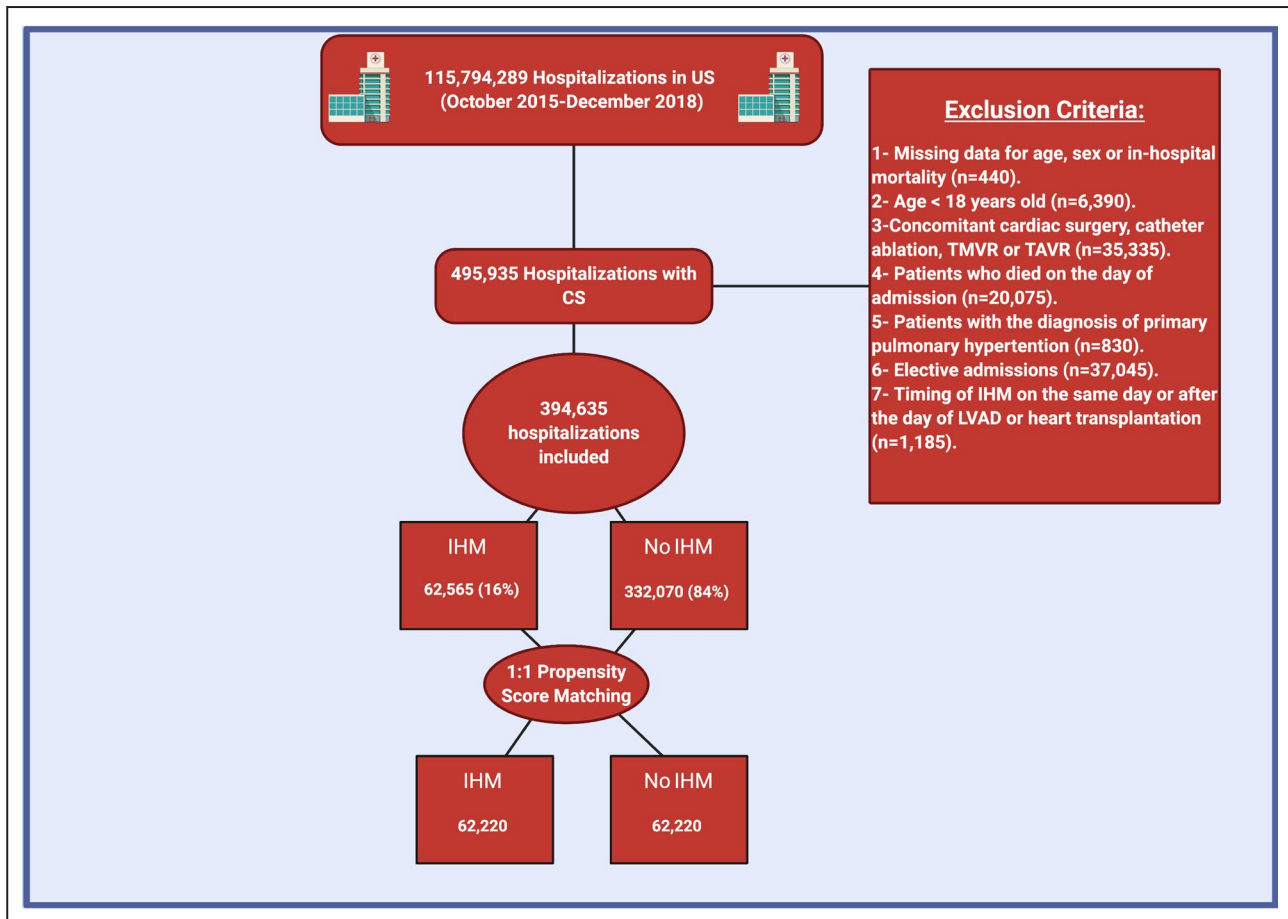 115,794,289 Hospitalizations in US
(October 2015-December 2018)
Exclusion Criteria:
1- Missing data for age, sex or in-hospital
mortality (n=440).
2- Age < 18 years old (n=6,390).
3-Concomitant cardiac surgery, catheter
ablation, TMVR or TAVR (n=35,335).
4- Patients who died on the day of
admission (n=20,075).
5- Patients with the diagnosis of primary
pulmonary hypertention (n=830).
6- Elective admissions (n=37,045).
7- Timing of IHM on the same day or after
the day of LVAD or heart transplantation
(n=1,185).
495,935 Hospitalizations with
CS
394,635
hospitalizations
included
IHM
62,565 (16%)
No IHM
332,070 (84%)
1:1 Propensity
Score Matching
IHM
62,220
No IHM
62,220